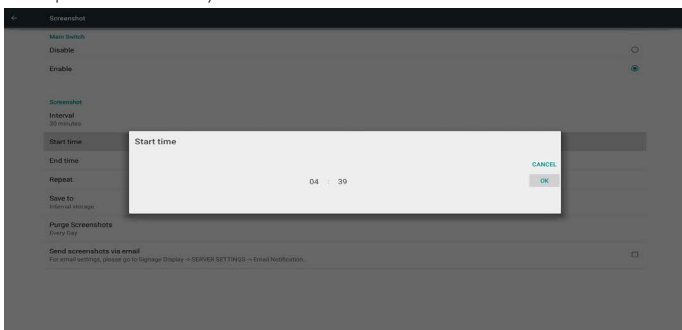 Screenshot
Main Switch
Disable
Enable
Screenshot
Interval
30 minutes
Start time
Start time
End time
CANCEL
Repeat
04 : 39
OK
Save to
Internal storage
Purge Screenshots
Every Day
Send screenshots via email
For email settings, please go to Signage Display -> SERVER SETTINGS -> Email Notification...